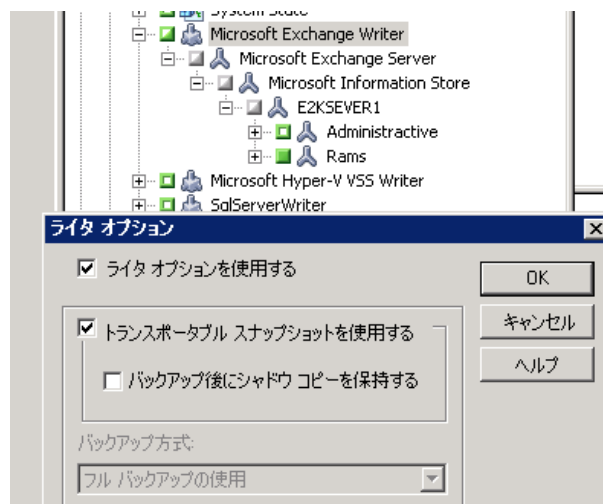 System State
Microsoft Exchange Writer
Microsoft Exchange Server
Microsoft Information Store
E2KSEVER1
Administractive
Rams
Microsoft Hyper-V VSS Writer
SqlServerWriter
ライタ オプション
ライタ オプションを使用する
OK
トランスポータブル スナップショットを使用する
キャンセル
バックアップ後にシャドウ コピーを保持する
ヘルプ
バックアップ方式:
フル バックアップの使用